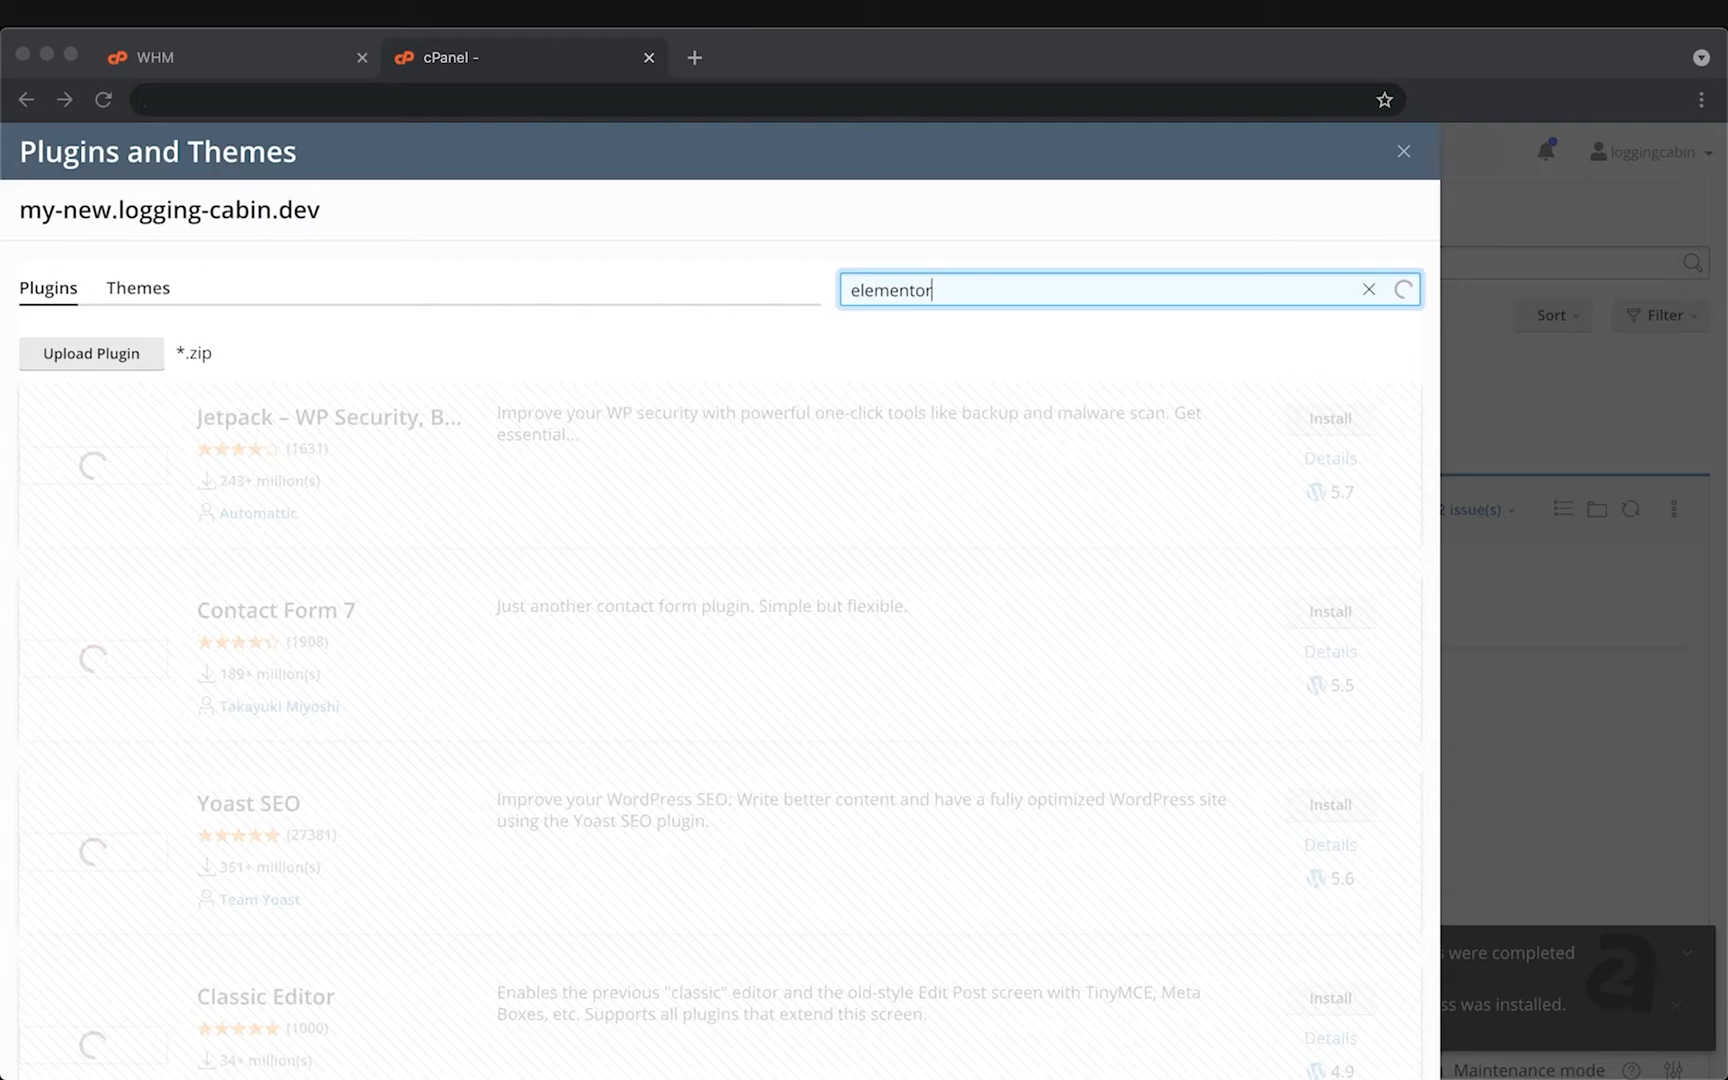 WHM
cPanel -
Plugins and Themes
loggingcabin
my-new.logging-cabin.dev
Plugins
Themes
elementor
Sort
Filter
Upload Plugin
*.zip
Jetpack – WP Security, B...
(1631)
243+ million(s)
Automattic
Improve your WP security with powerful one-click tools like backup and malware scan. Get
essential...
Install
Details
5.7
2 issue(s)
Contact Form 7
(1908)
189+ million(s)
Takayuki Miyoshi
Just another contact form plugin. Simple but flexible.
Install
Details
5.5
Yoast SEO
(27381)
351+ million(s)
Team Yoast
Improve your WordPress SEO: Write better content and have a fully optimized WordPress site
using the Yoast SEO plugin.
Install
Details
5.6
Classic Editor
(1000)
34+ million(s)
Enables the previous "classic" editor and the old-style Edit Post screen with TinyMCE, Meta
Boxes, etc. Supports all plugins that extend this screen.
Install
Details
4.9
s were completed
ss was installed.
Maintenance mode